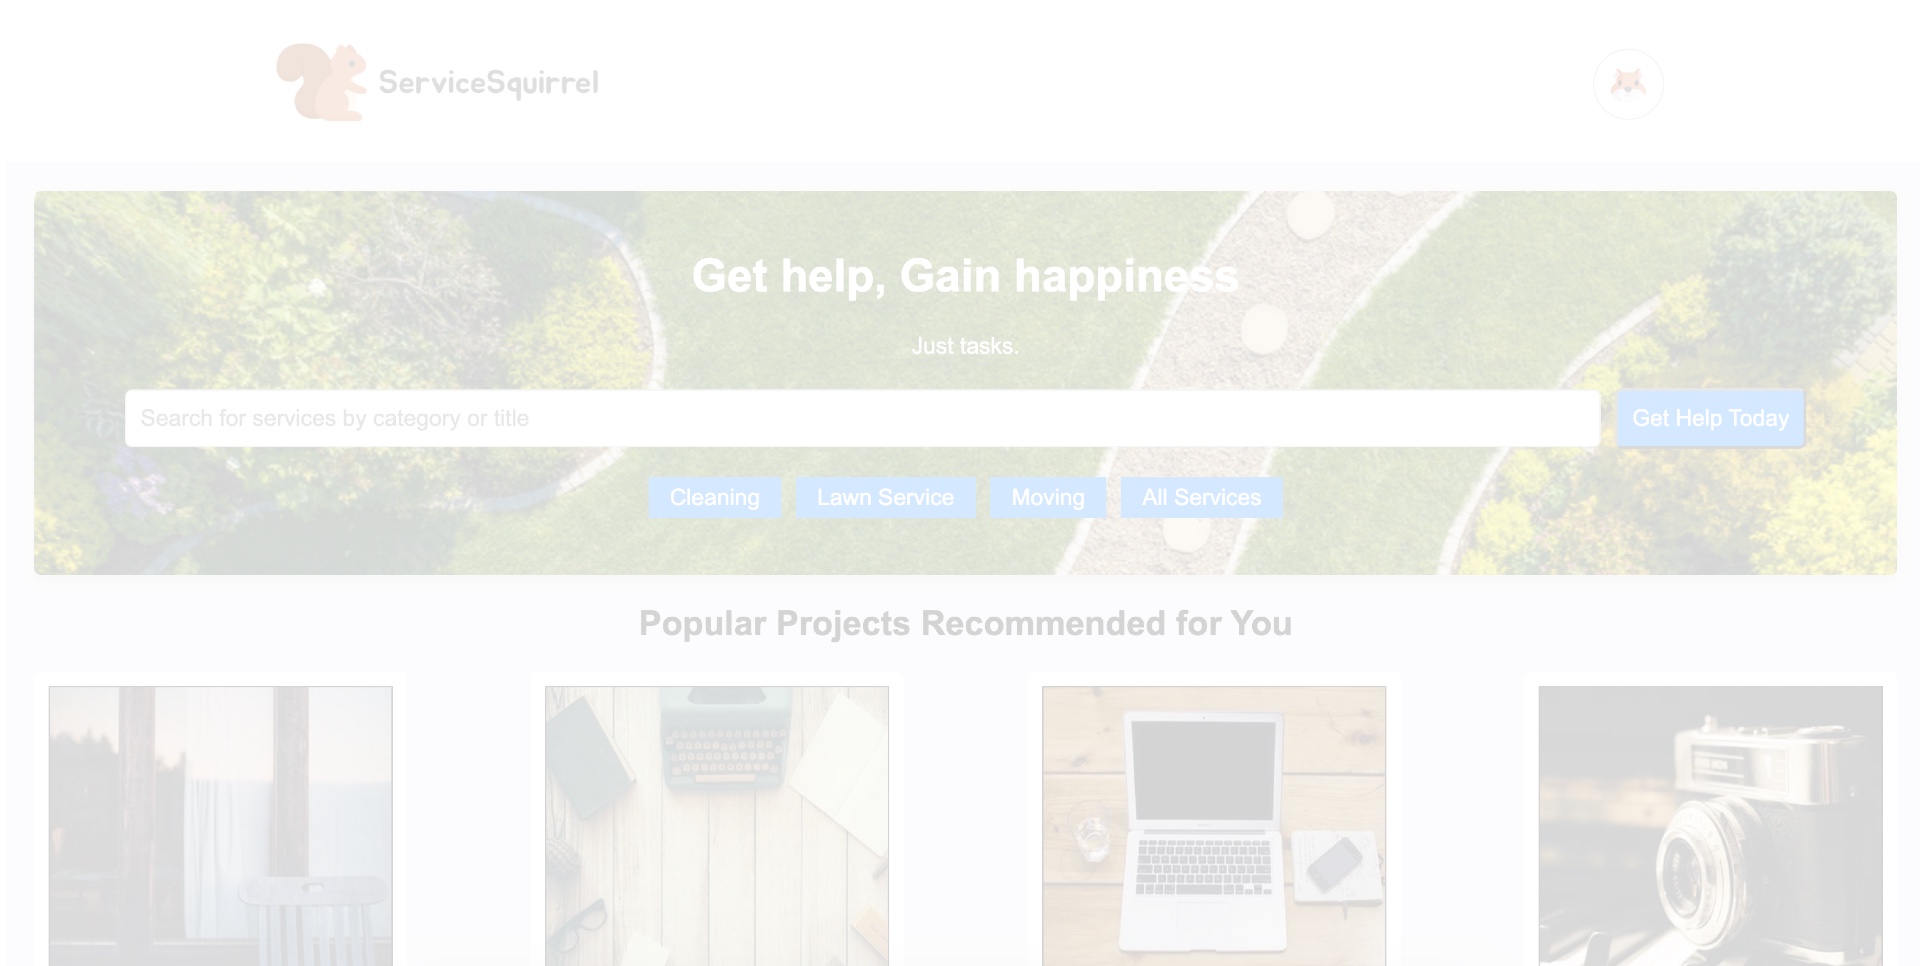 ServiceSquirrel
Get help, Gain happiness
Just tasks.
Search for services by category or title
Get Help Today
Cleaning
Lawn Service
Moving
All Services
Popular Projects Recommended for You